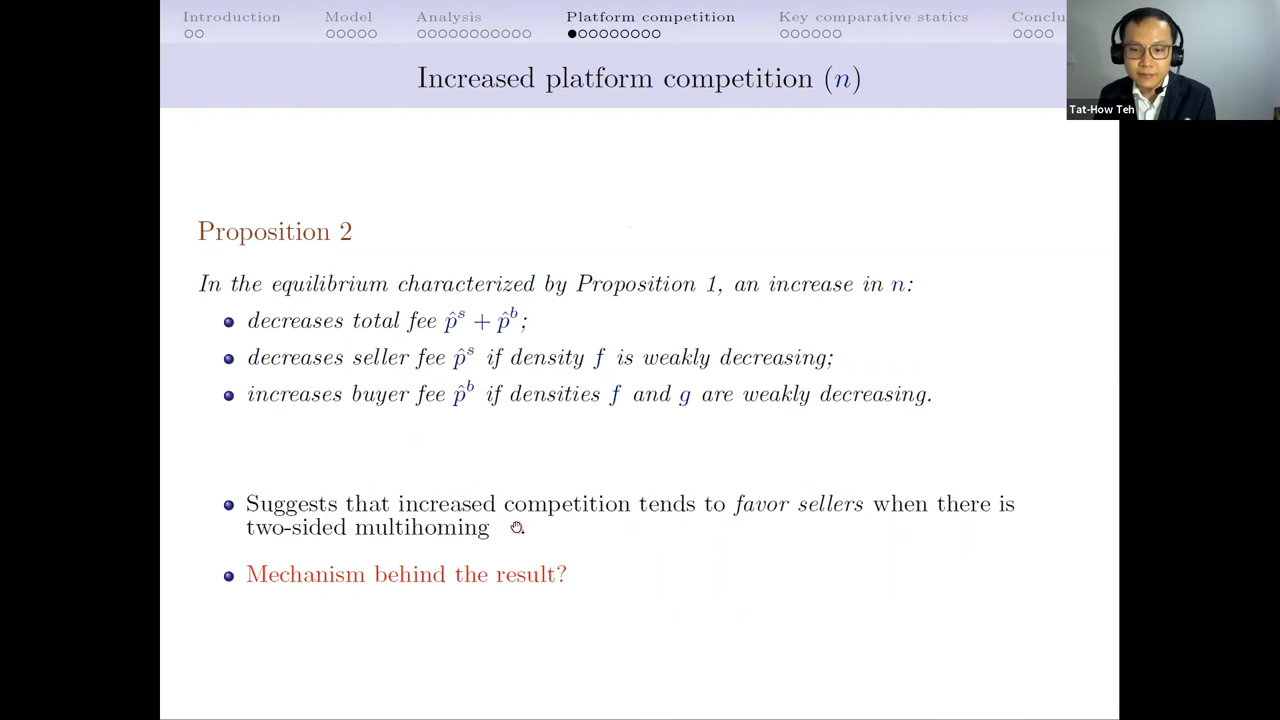 Introduction Model Analysis Platform competition Key comparative statics Conclu
Increased platform competition (n)
Tat-How Teh
Proposition 2
In the equilibrium characterized by Proposition 1, an increase in n:
decreases total fee p̂ˢ + p̂ᵇ;
decreases seller fee p̂ˢ if density f is weakly decreasing;
increases buyer fee p̂ᵇ if densities f and g are weakly decreasing.
Suggests that increased competition tends to favor sellers when there is
two-sided multihoming
Mechanism behind the result?